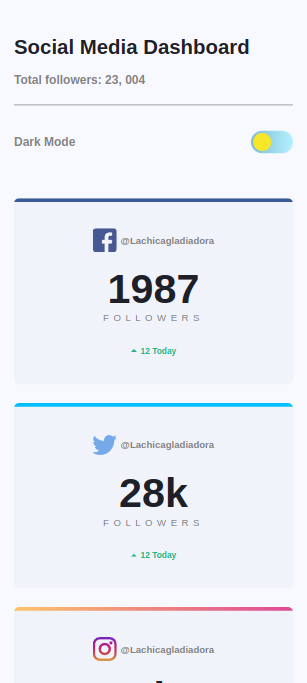 Social Media Dashboard
Total followers: 23, 004
Dark Mode
@Lachicagladiadora
1987
FOLLOWERS
12 Today
@Lachicagladiadora
28k
FOLLOWERS
12 Today
@Lachicagladiadora